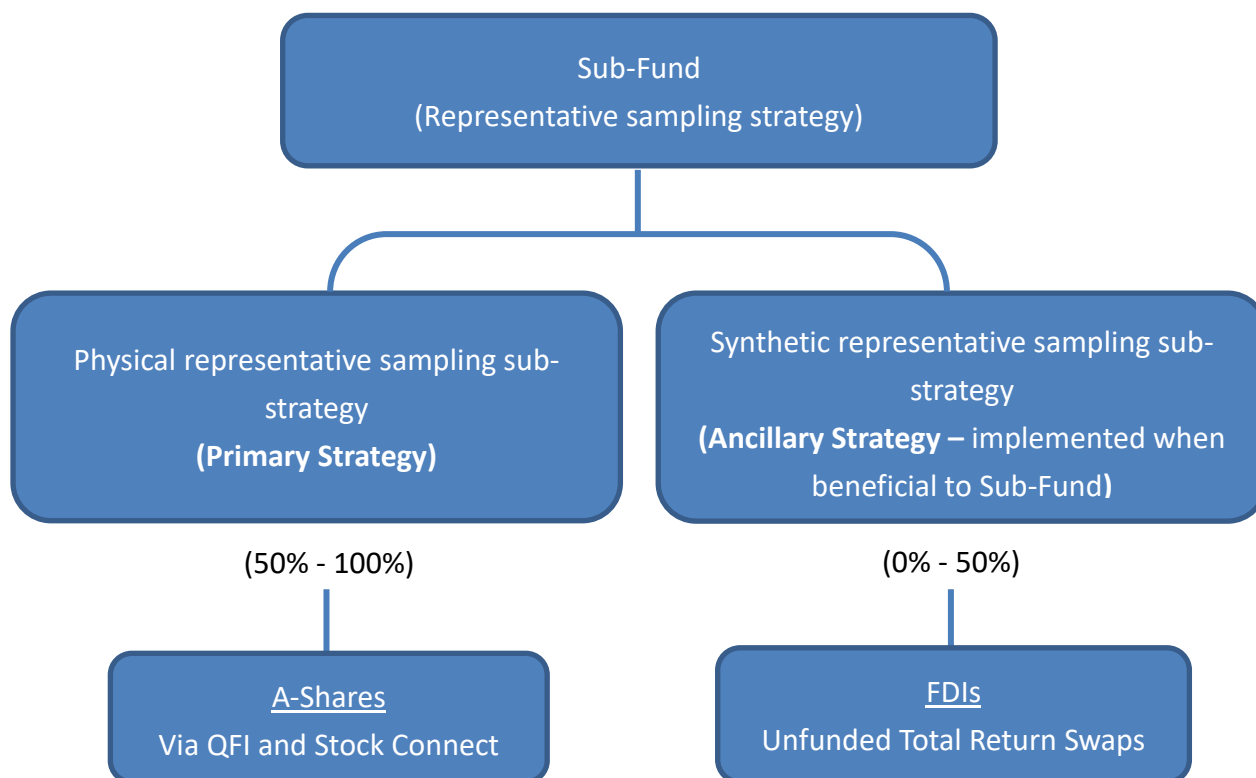 Sub-Fund
(Representative sampling strategy)
Physical representative sampling sub-
strategy
(Primary Strategy)
Synthetic representative sampling sub-
strategy
(Ancillary Strategy – implemented when
beneficial to Sub-Fund)
(50% - 100%)
(0% - 50%)
A-Shares
Via QFI and Stock Connect
FDIs
Unfunded Total Return Swaps